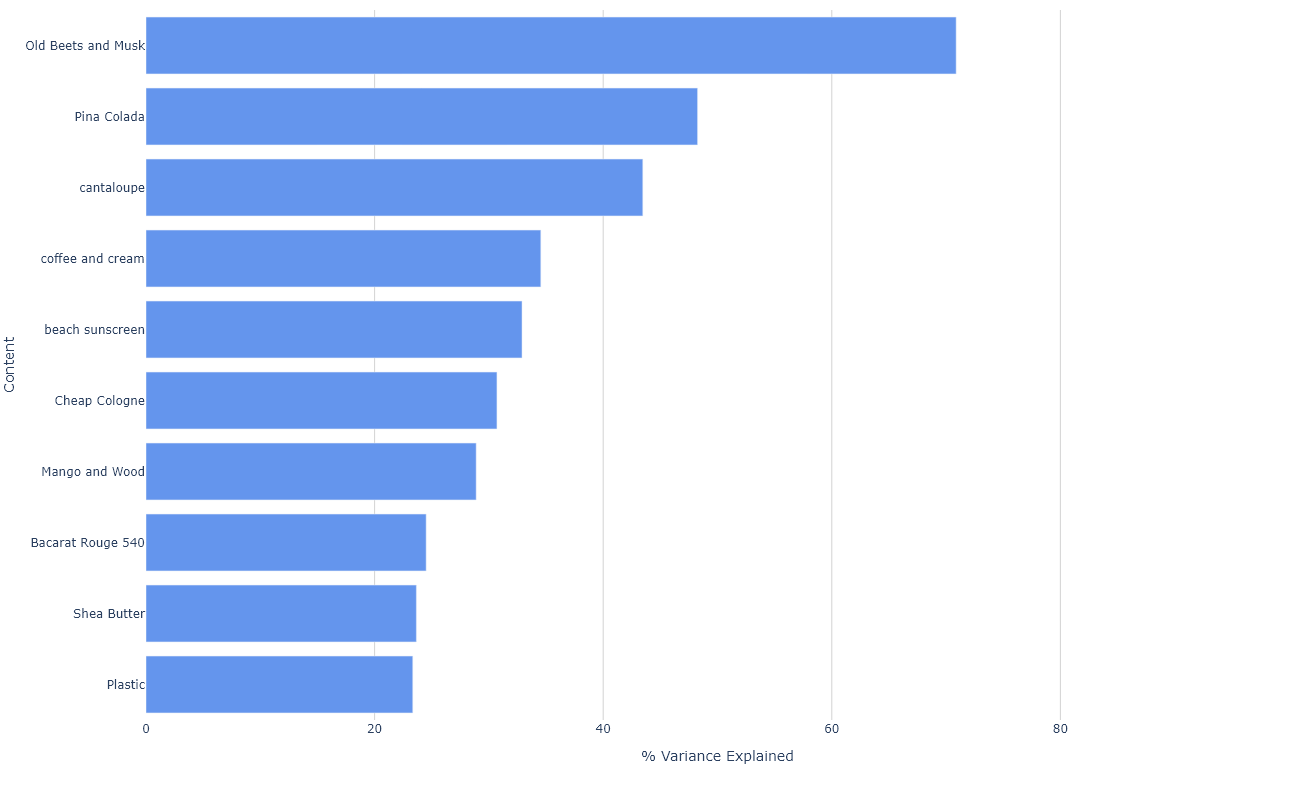 Old Beets and Musk
Pina Colada
cantaloupe
coffee and cream
beach sunscreen
Cheap Cologne
Mango and Wood
Bacarat Rouge 540
Shea Butter
Plastic
Content
0 20 40 60 80
% Variance Explained